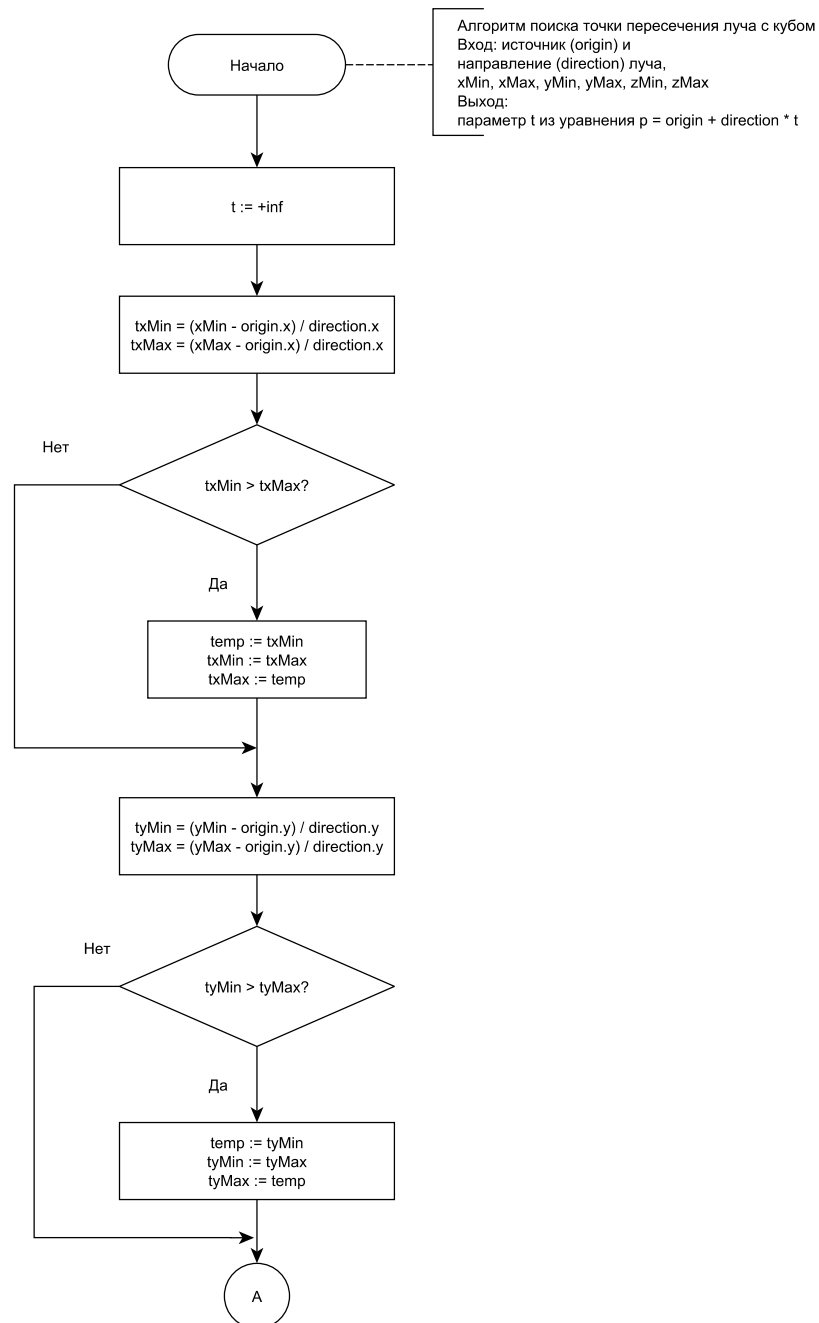 Алгоритм поиска точки пересечения луча с кубом
Вход: источник (origin) и
направление (direction) луча,
xMin, xMax, yMin, yMax, zMin, zMax
Выход:
параметр t из уравнения p = origin + direction * t
Начало
t := +inf
txMin = (xMin - origin.x) / direction.x
txMax = (xMax - origin.x) / direction.x
Нет
txMin > txMax?
Да
temp := txMin
txMin := txMax
txMax := temp
tyMin = (yMin - origin.y) / direction.y
tyMax = (yMax - origin.y) / direction.y
Нет
tyMin > tyMax?
Да
temp := tyMin
tyMin := tyMax
tyMax := temp
А